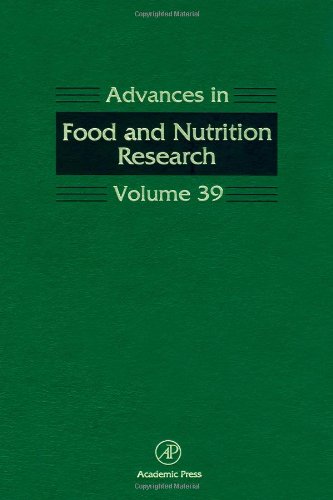 Advances in
Food and Nutrition
Research
Volume 39
AP
Academic Press